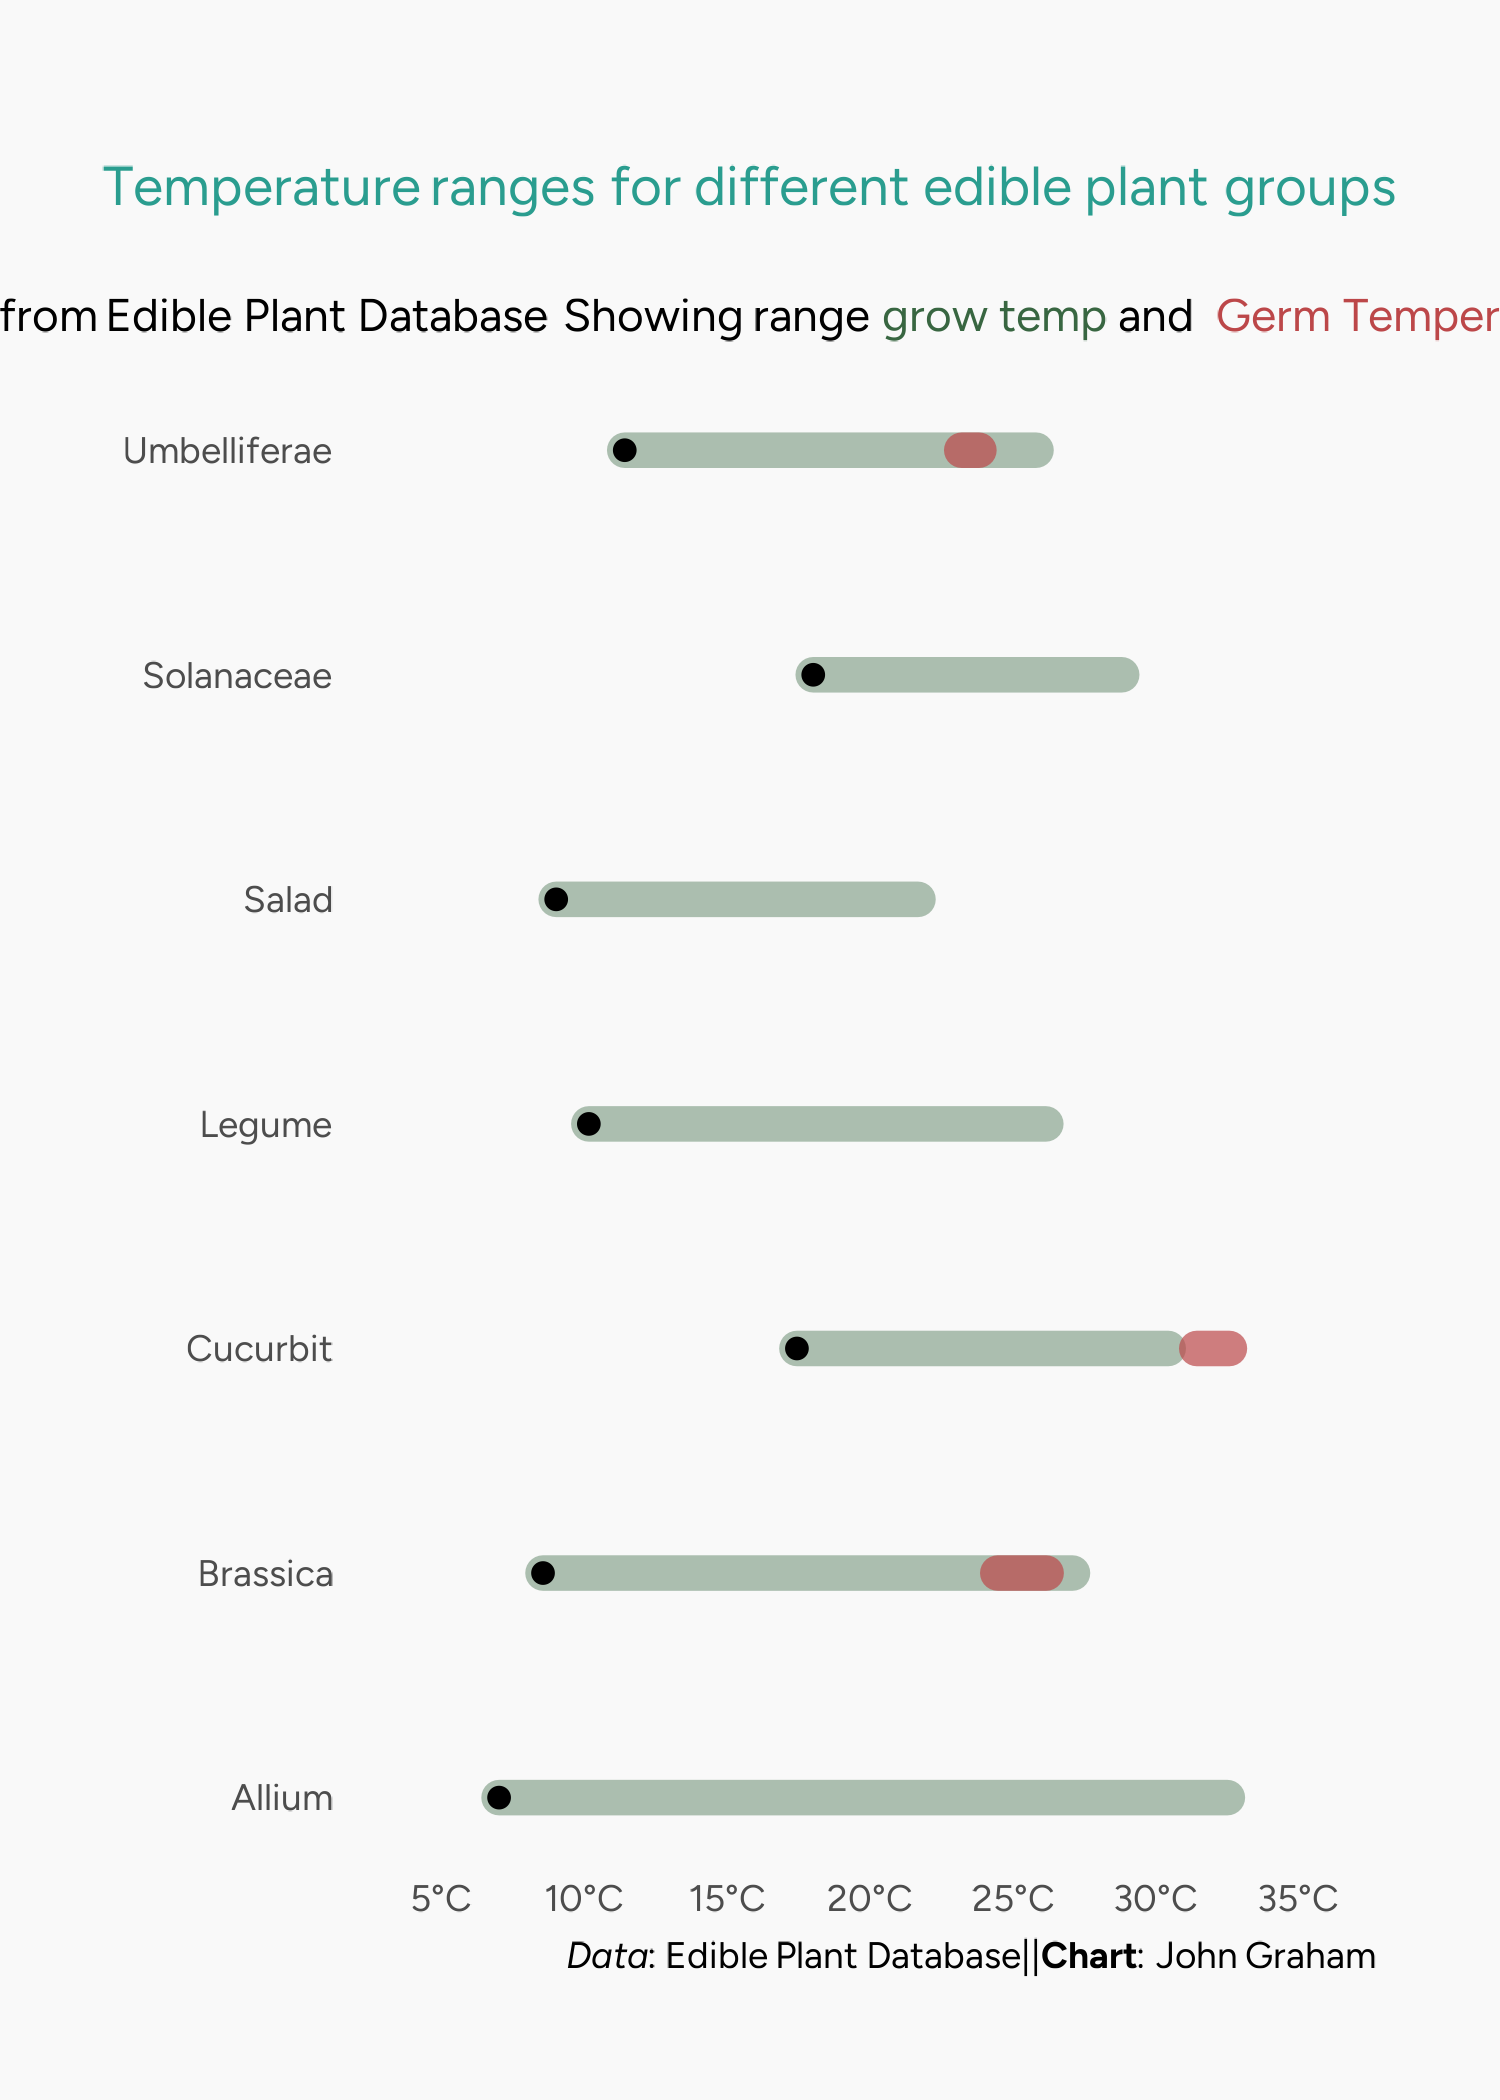 Temperature ranges for different edible plant groups
from Edible Plant Database Showing range grow temp and Germ Temper
Umbelliferae
Solanaceae
Salad
Legume
Cucurbit
Brassica
Allium
5°C 10°C 15°C 20°C 25°C 30°C 35°C
Data: Edible Plant Database||Chart: John Graham